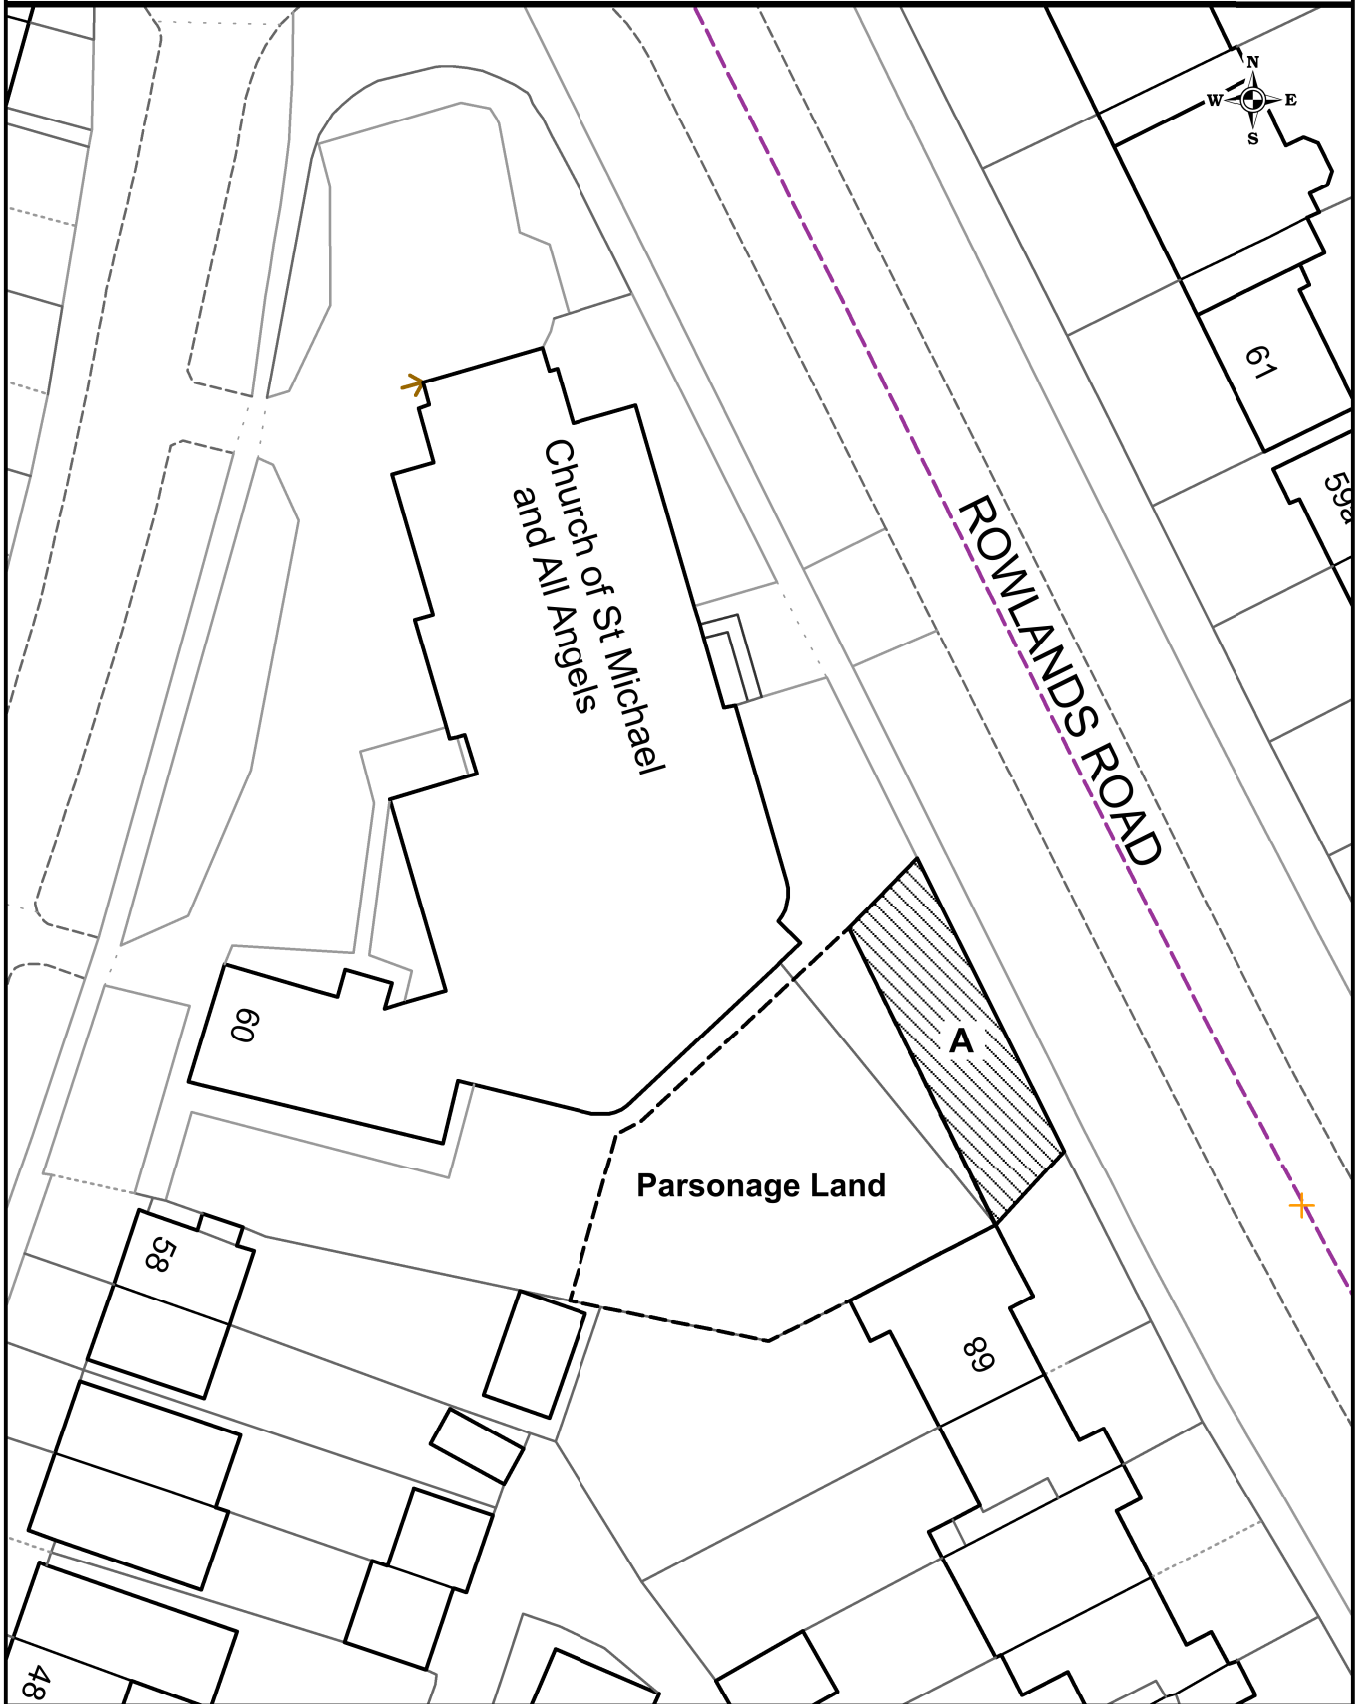 N
W E
S
61
59a
Church of St Michael
and All Angels
ROWLANDS ROAD
A
60
Parsonage Land
58
89
48